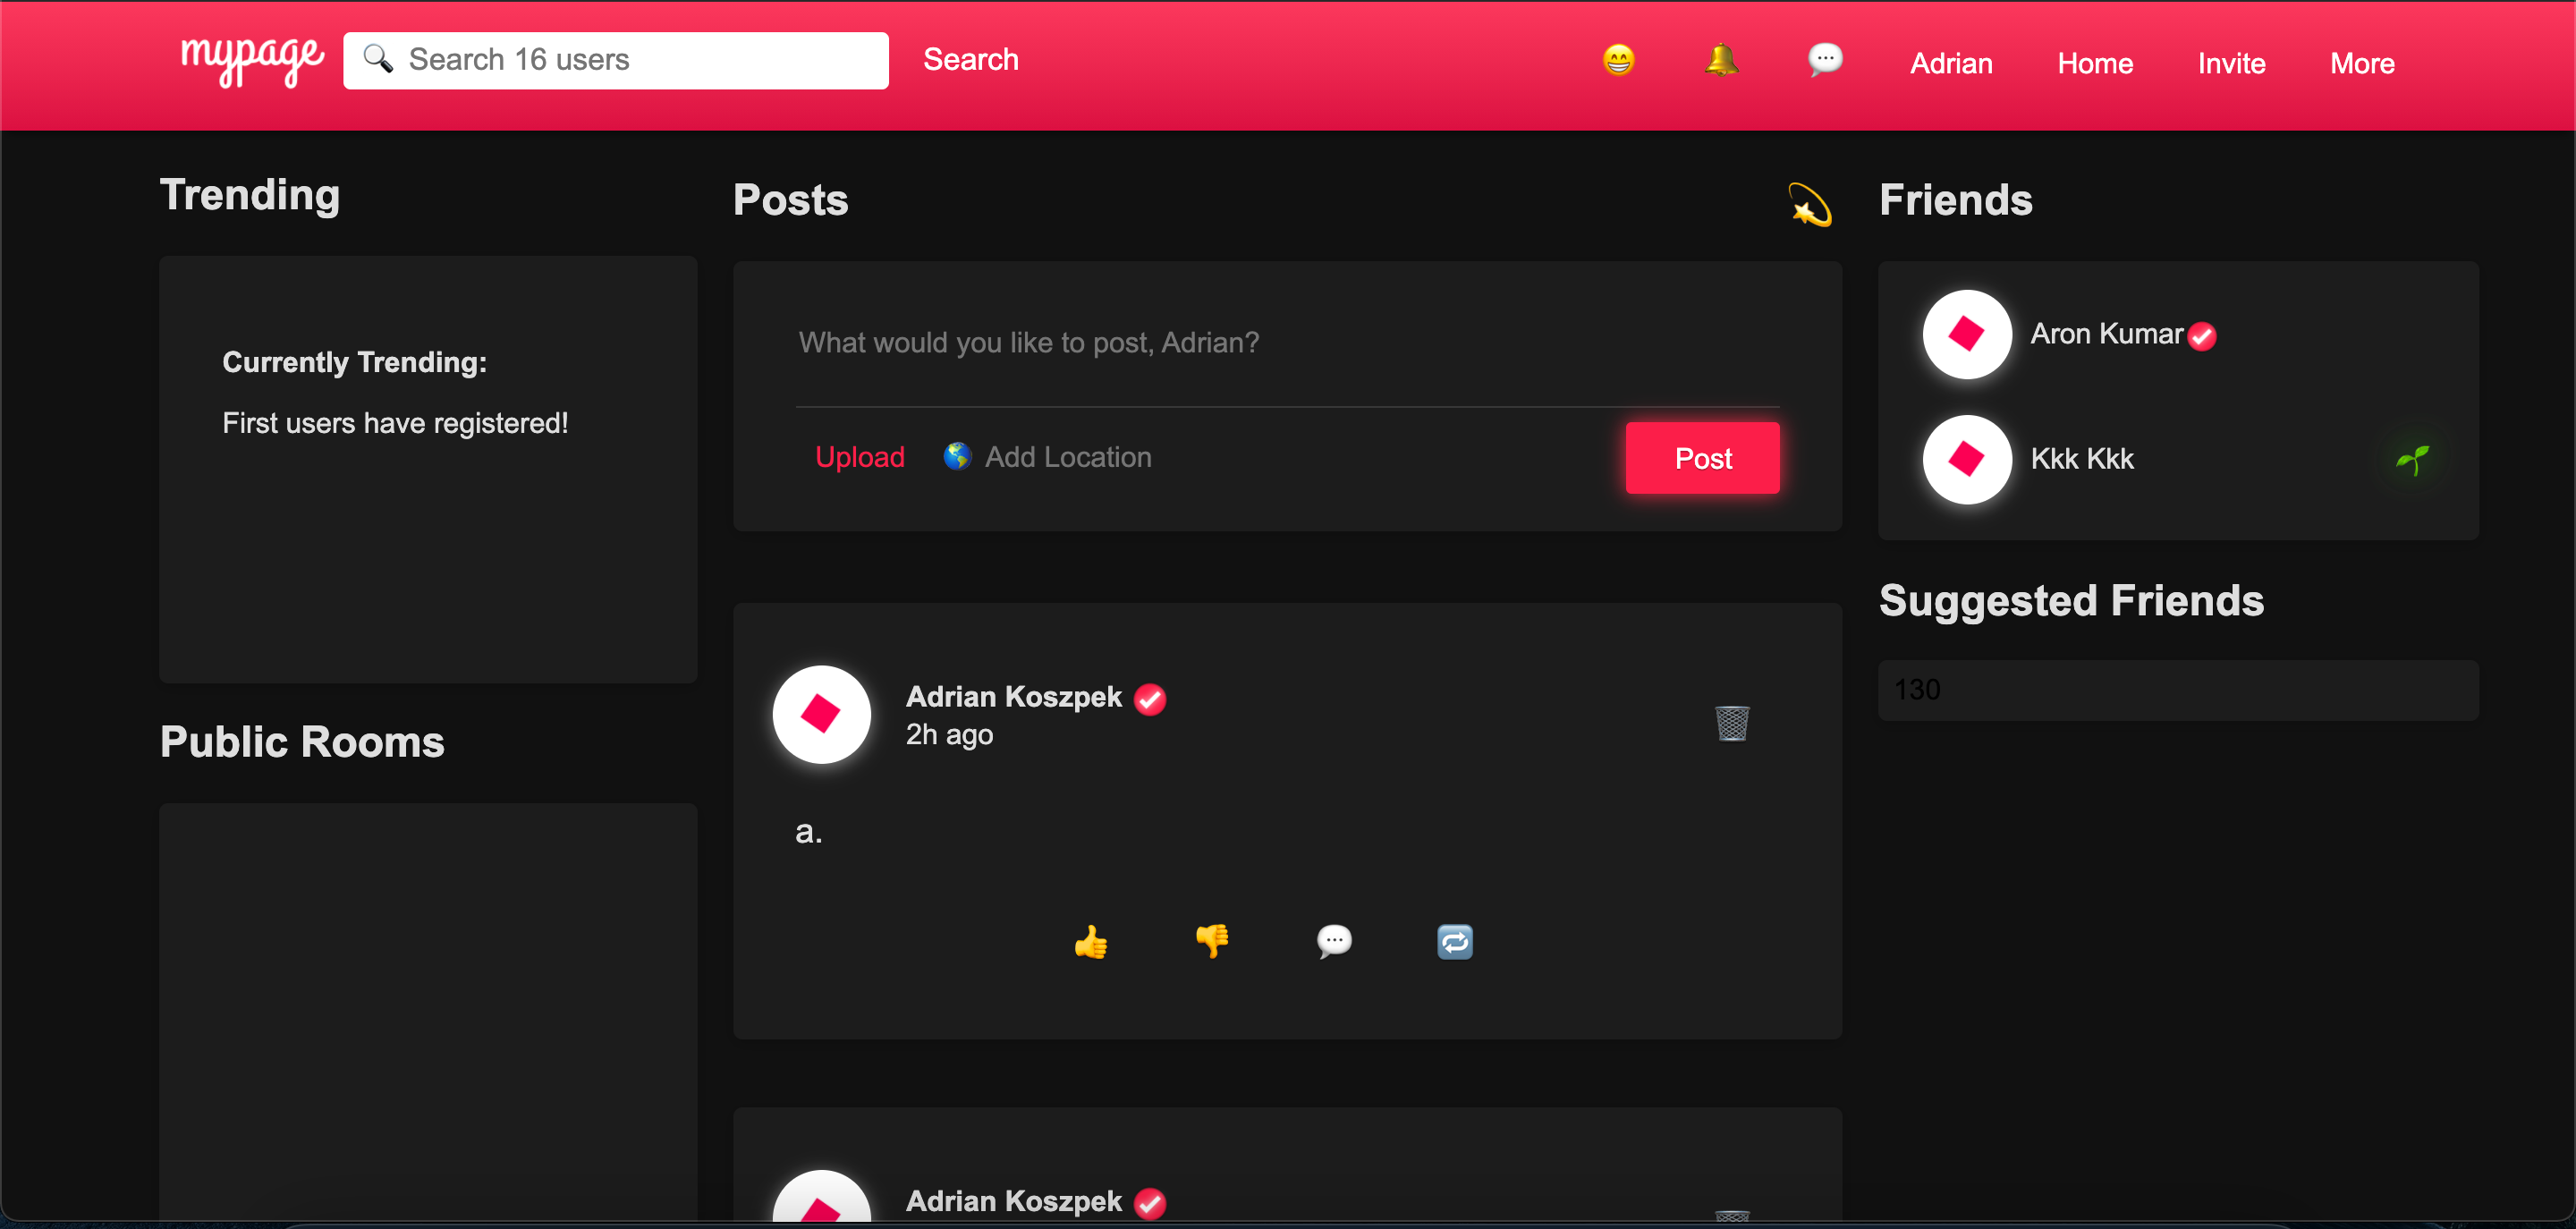 mypage
Search 16 users
Search
Adrian
Home
Invite
More
Trending
Currently Trending:
First users have registered!
Public Rooms
Posts
What would you like to post, Adrian?
Upload
Add Location
Post
Adrian Koszpek
2h ago
a.
Adrian Koszpek
Friends
Aron Kumar
Kkk Kkk
Suggested Friends
130